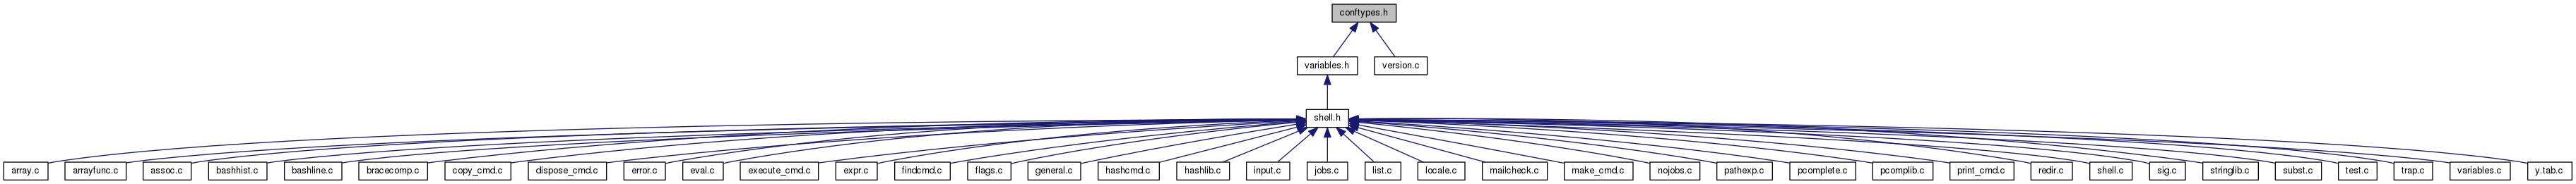 conftypes.h
variables.h
version.c
shell.h
array.c
arrayfunc.c
assoc.c
bashhist.c
bashline.c
bracecomp.c
copy_cmd.c
dispose_cmd.c
error.c
eval.c
execute_cmd.c
expr.c
findcmd.c
flags.c
general.c
hashcmd.c
hashlib.c
input.c
jobs.c
list.c
locale.c
mailcheck.c
make_cmd.c
nojobs.c
pathexp.c
pcomplete.c
pcomplib.c
print_cmd.c
redir.c
shell.c
sig.c
stringlib.c
subst.c
test.c
trap.c
variables.c
y.tab.c